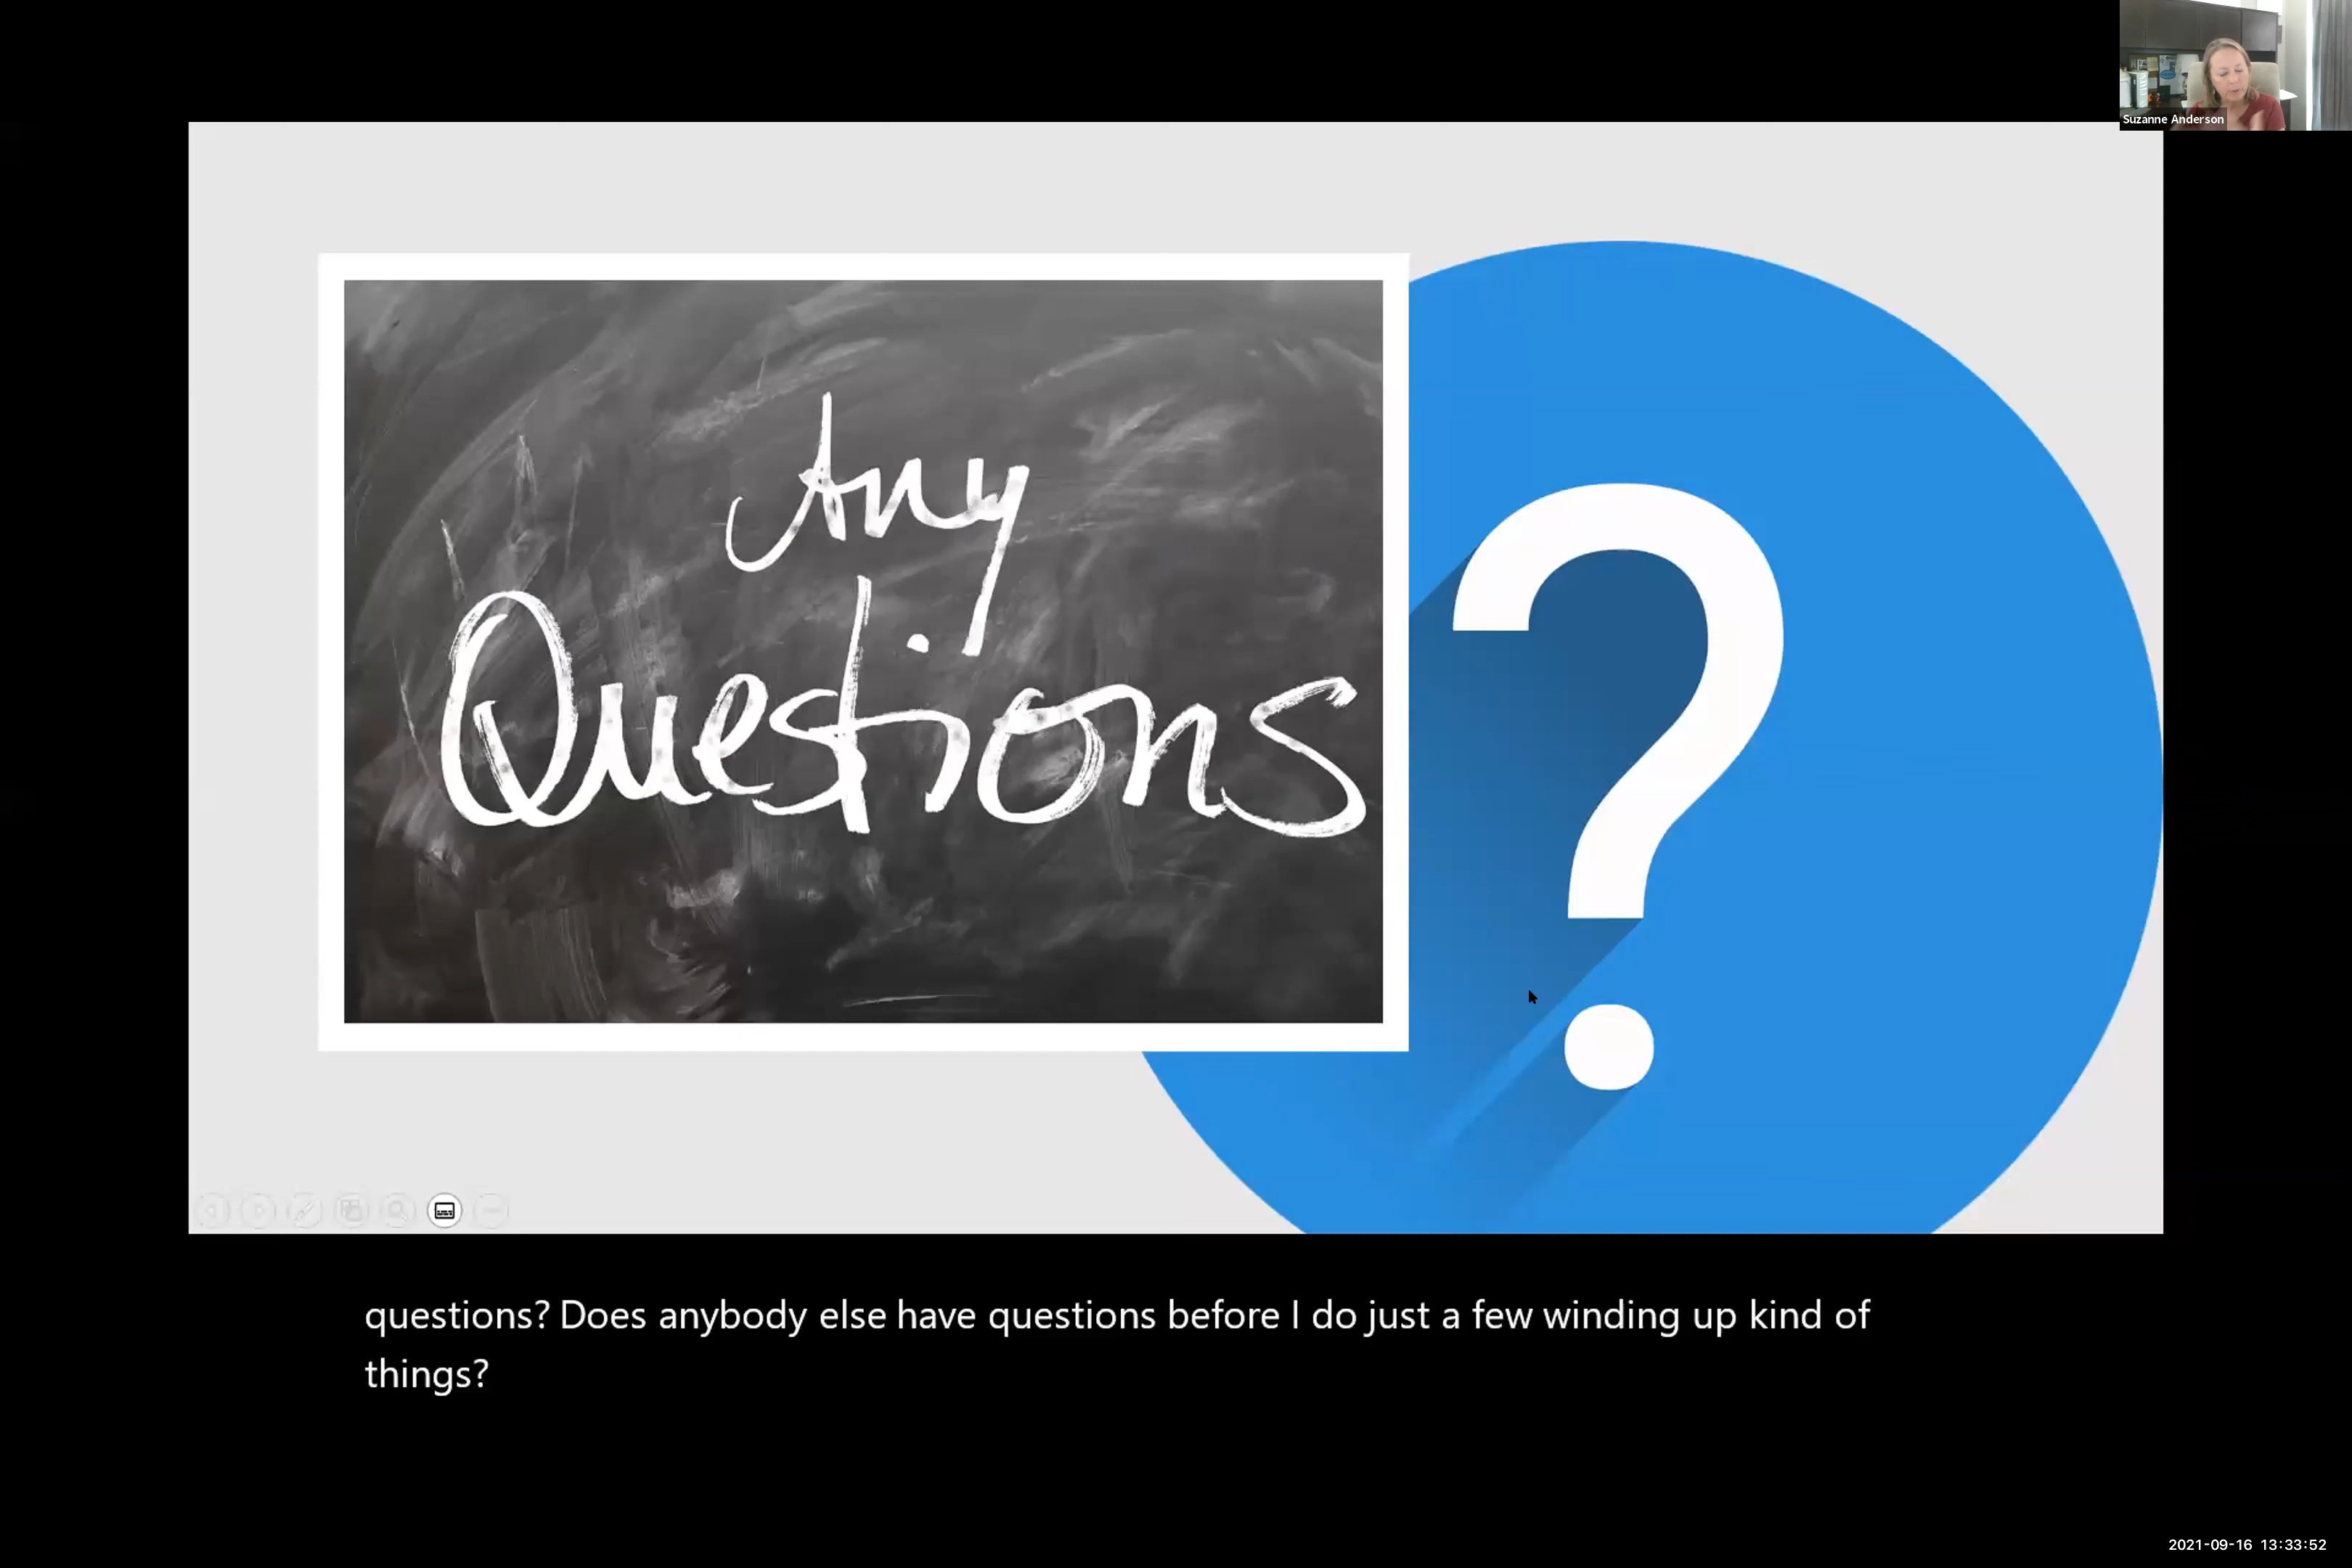 Suzanne Anderson
Any
Questions
?
questions? Does anybody else have questions before I do just a few winding up kind of
things?
2021-09-16 13:33:52